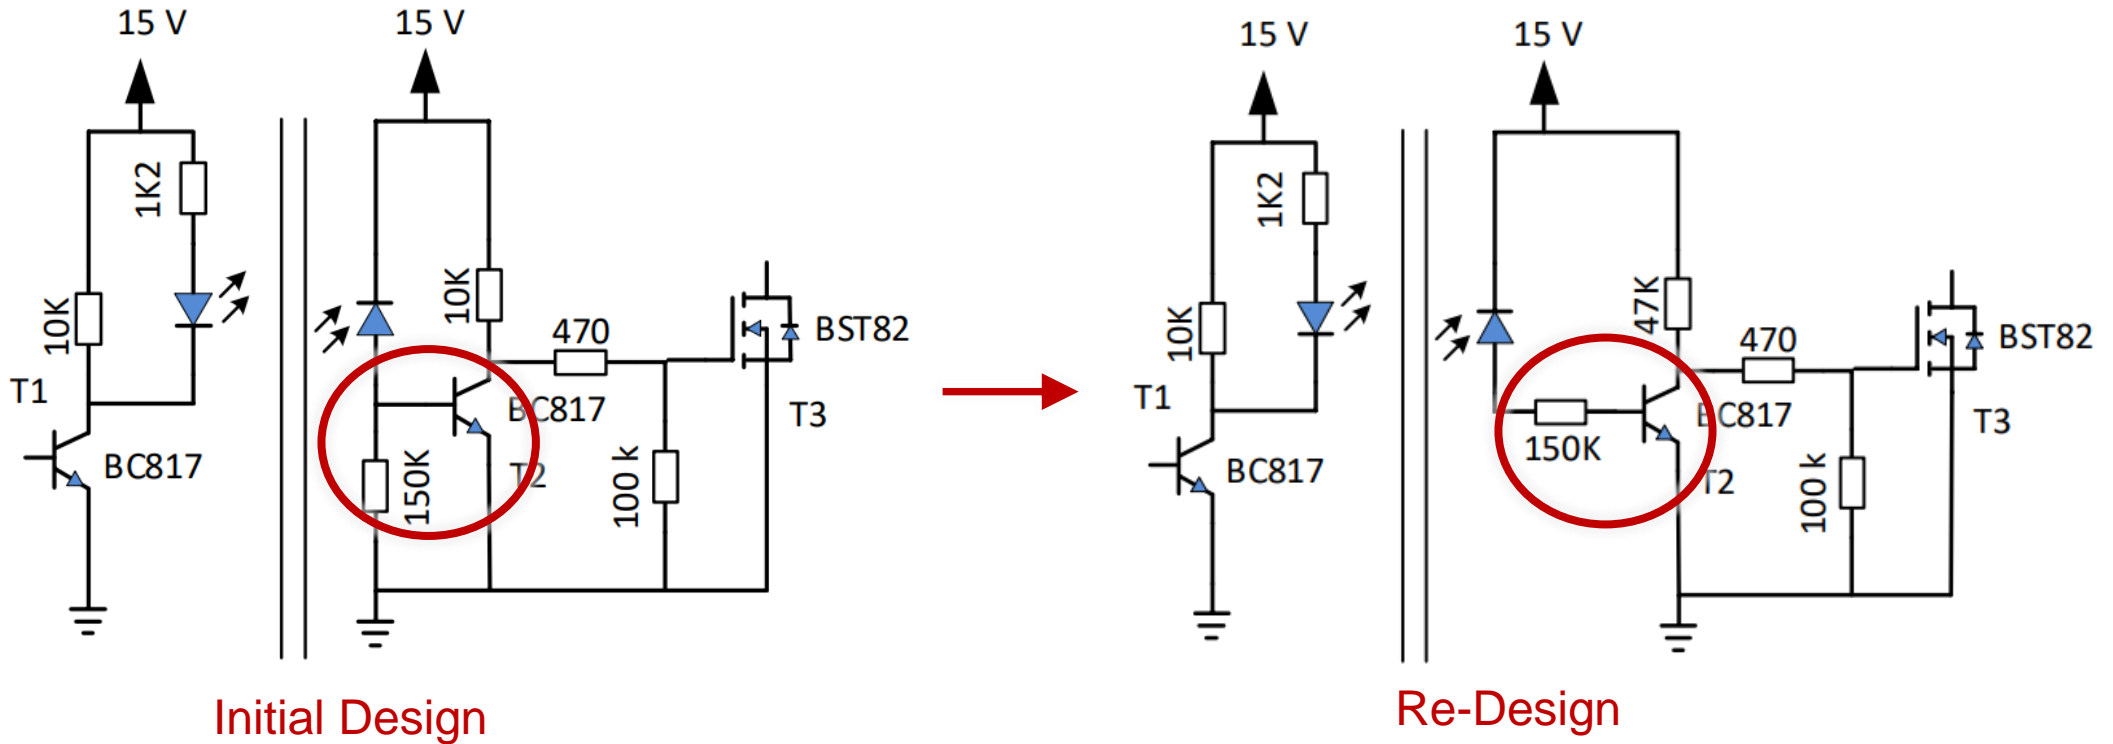 15 V
15 V
1K2
10K
10K
470
BST82
T1
BC817
T3
BC817
150K
T2
100 k
Initial Design
15 V
15 V
1K2
10K
47K
470
BST82
T1
BC817
T3
150K
BC817
T2
100 k
Re-Design